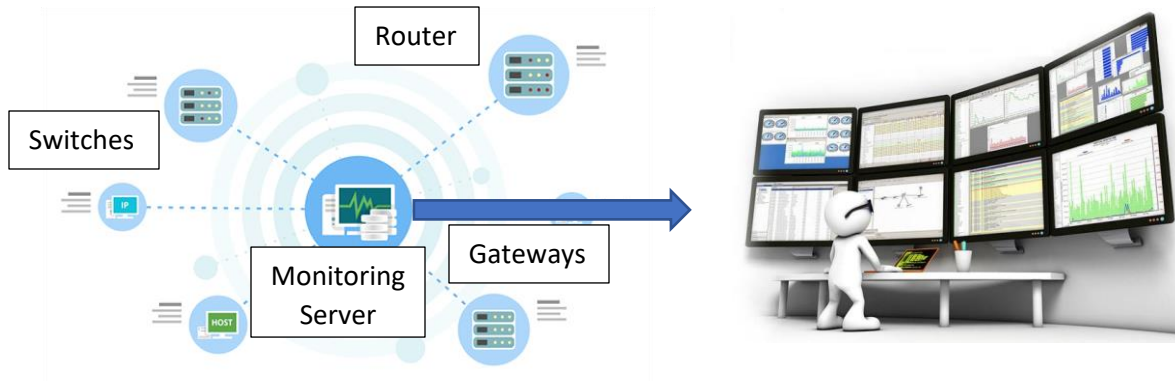 Router
Switches
IP
Gateways
Monitoring
Server
HOST